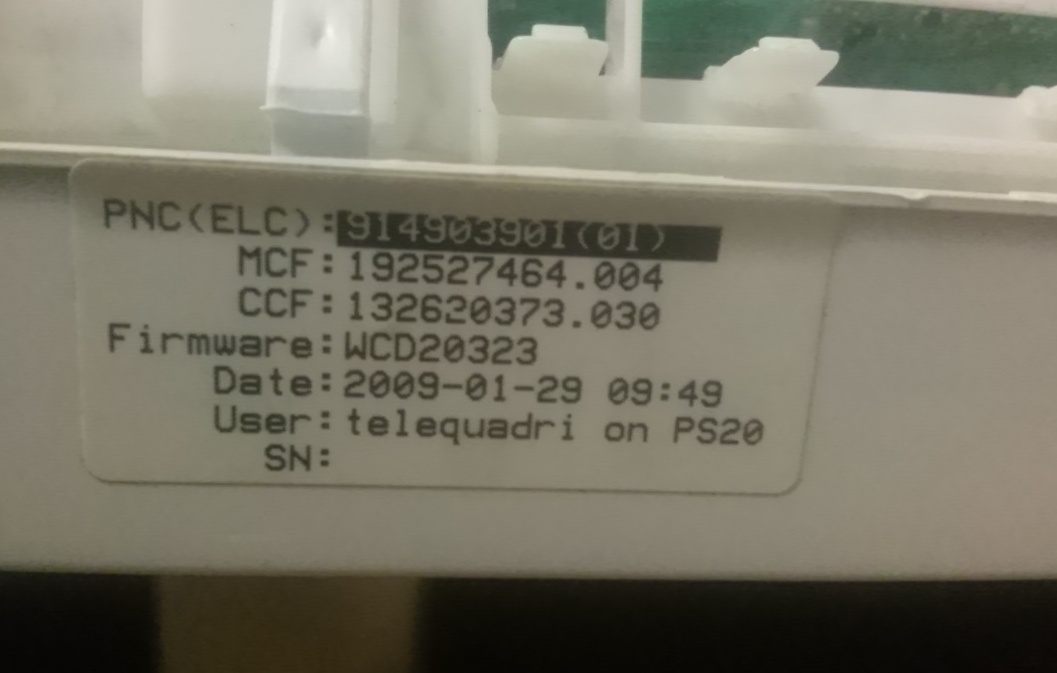 PNC(ELC):914903901(01)
MCF:192527464.004
CCF:132620373.030
Firmware:WCD20323
Date:2009-01-29 09:49
User:telequadri on PS20
SN: